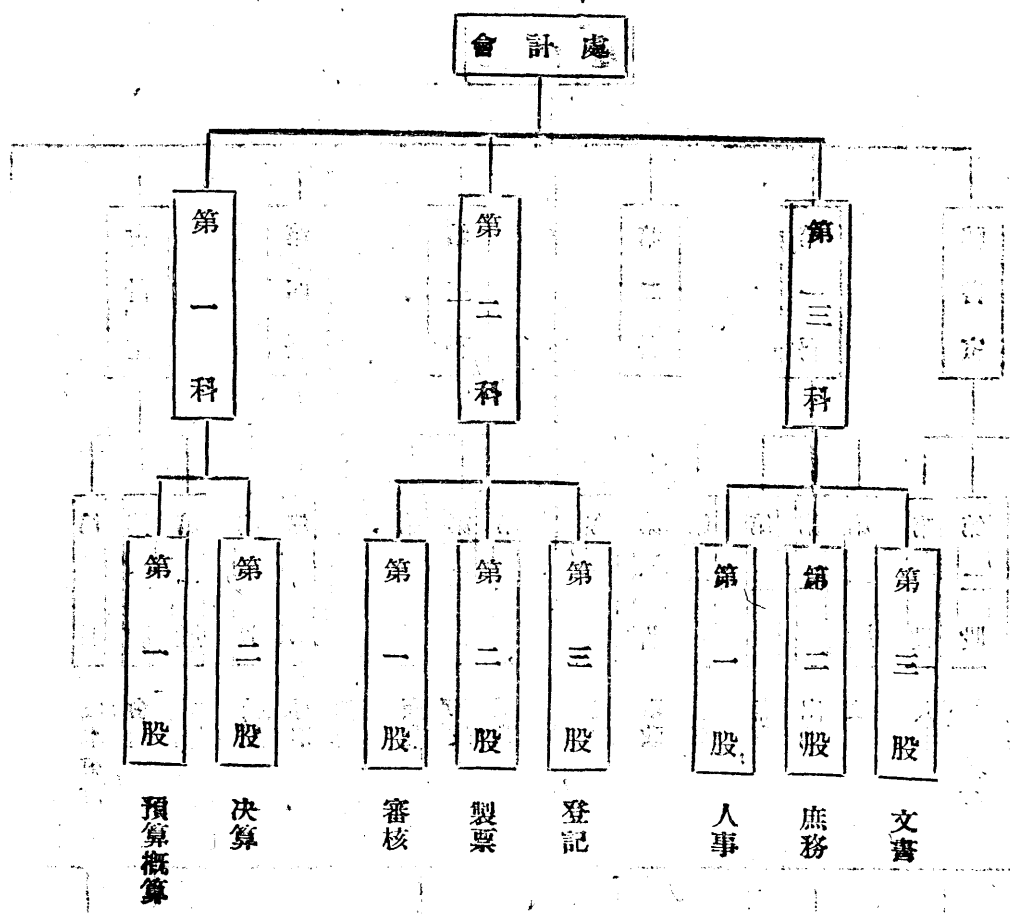 會計處
第一科
第二科
第三科
第一股
第二股
第一股
第二股
第三股
第一股
第二股
第三股
預算概算
決算
審核
製票
登記
人事
庶務
文書